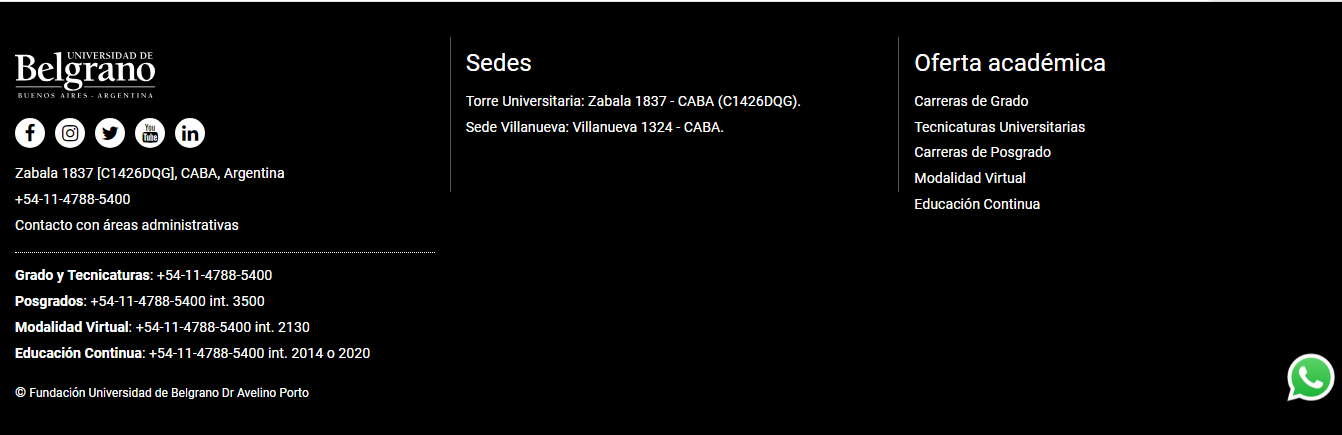 UNIVERSIDAD DE
Belgrano
BUENOS AIRES - ARGENTINA
You
Tube
Zabala 1837 [C1426DQG], CABA, Argentina
+54-11-4788-5400
Contacto con áreas administrativas
Grado y Tecnicaturas: +54-11-4788-5400
Posgrados: +54-11-4788-5400 int. 3500
Modalidad Virtual: +54-11-4788-5400 int. 2130
Educación Continua: +54-11-4788-5400 int. 2014 o 2020
© Fundación Universidad de Belgrano Dr Avelino Porto
Sedes
Torre Universitaria: Zabala 1837 - CABA (C1426DQG).
Sede Villanueva: Villanueva 1324 - CABA.
Oferta académica
Carreras de Grado
Tecnicaturas Universitarias
Carreras de Posgrado
Modalidad Virtual
Educación Continua